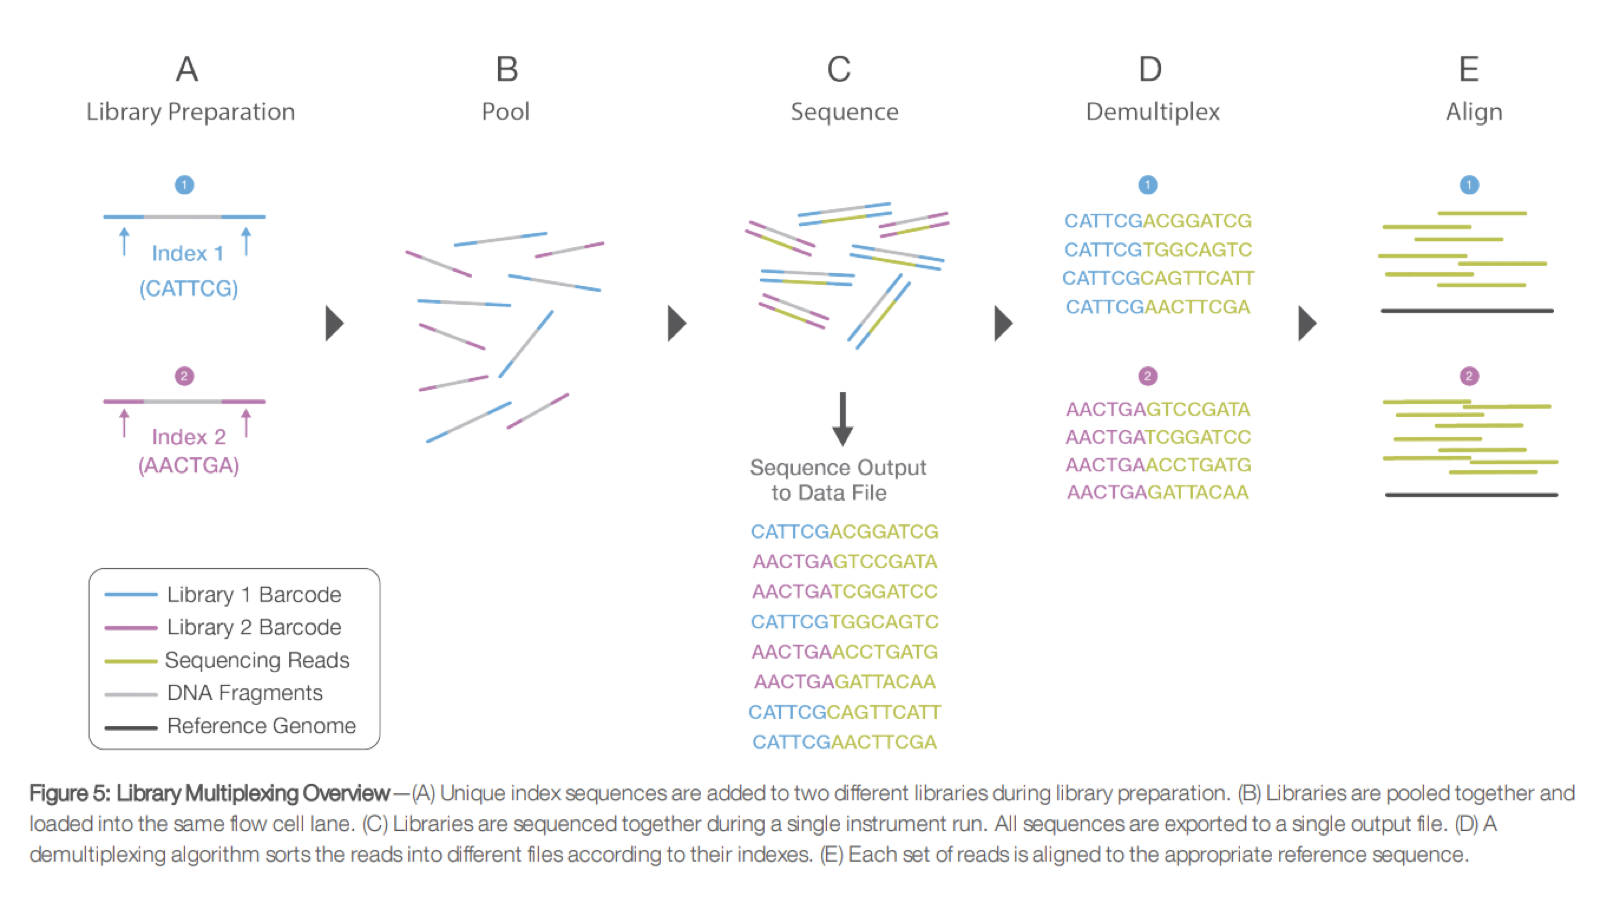 A
Library Preparation
1
Index 1
(CATTCG)
2
Index 2
(AACTGA)
B
Pool
C
Sequence
Sequence Output
to Data File
CATTCGACGGATCG
AACTGAGTCCGATA
AACTGATCGGATCC
CATTCGTGGCAGTC
AACTGAACCTGATG
AACTGAGATTACAA
CATTCGCAGTTCATT
CATTCGAACTTCGA
D
Demultiplex
1
CATTCGACGGATCG
CATTCGTGGCAGTC
CATTCGCAGTTCATT
CATTCGAACTTCGA
2
AACTGAGTCCGATA
AACTGATCGGATCC
AACTGAACCTGATG
AACTGAGATTACAA
E
Align
1
2
Library 1 Barcode
Library 2 Barcode
Sequencing Reads
DNA Fragments
Reference Genome
Figure 5: Library Multiplexing Overview—(A) Unique index sequences are added to two different libraries during library preparation. (B) Libraries are pooled together and
loaded into the same flow cell lane. (C) Libraries are sequenced together during a single instrument run. All sequences are exported to a single output file. (D) A
demultiplexing algorithm sorts the reads into different files according to their indexes. (E) Each set of reads is aligned to the appropriate reference sequence.